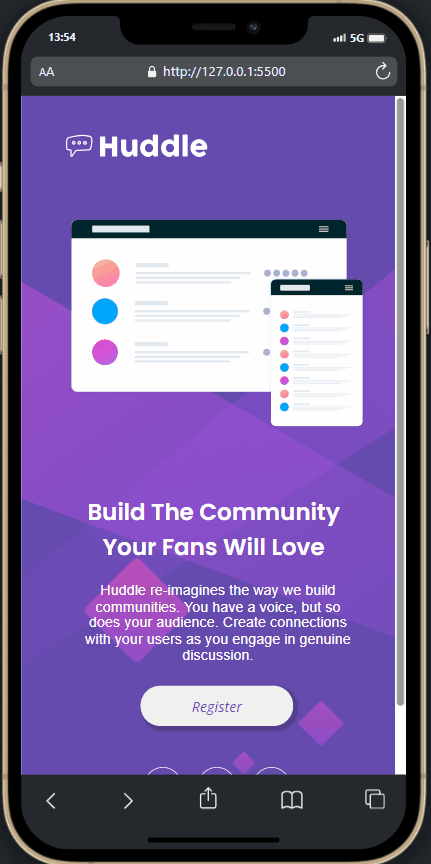 13:54
5G
AA
http://127.0.0.1:5500
Huddle
Build The Community
Your Fans Will Love
Huddle re-imagines the way we build
communities. You have a voice, but so
does your audience. Create connections
with your users as you engage in genuine
discussion.
Register